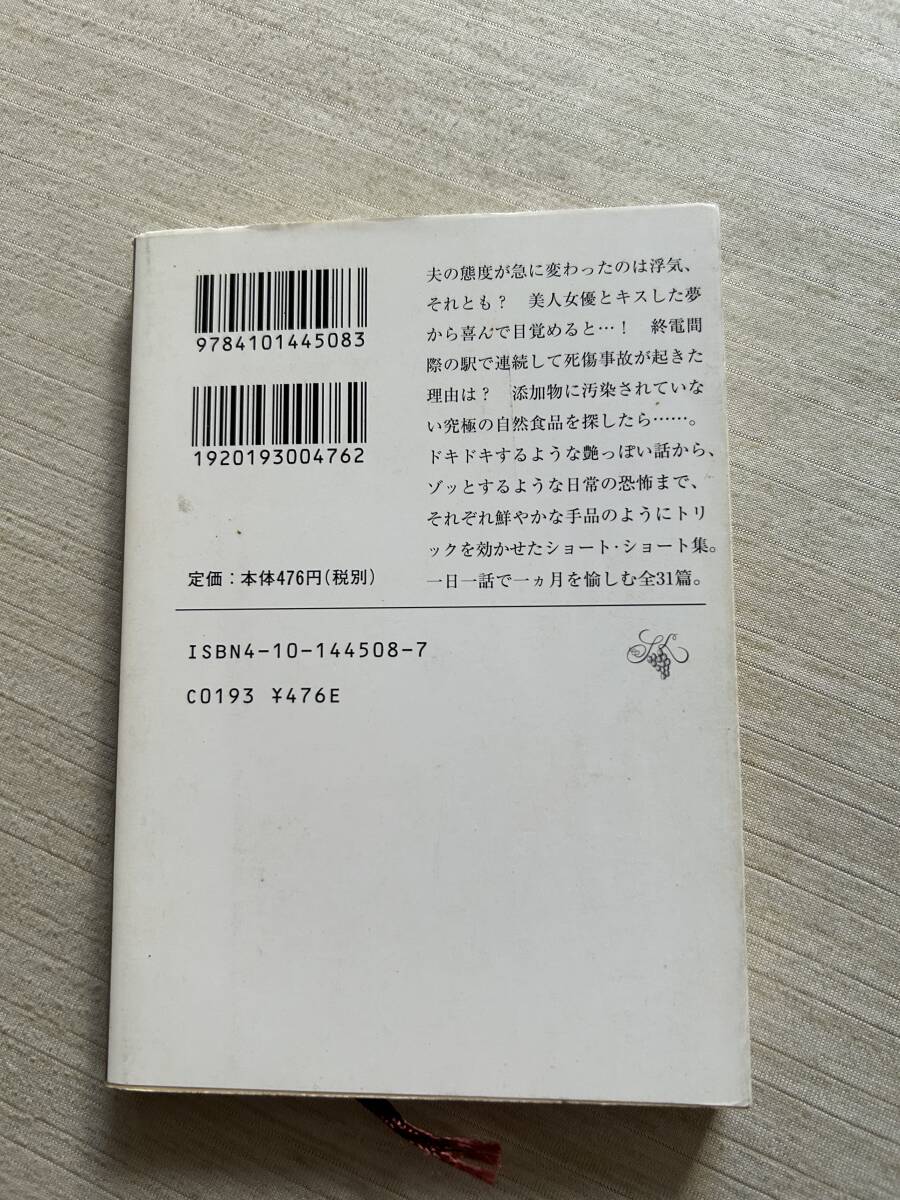 9784101445083
1920193004762
定価：本体476円（税別）
夫の態度が急に変わったのは浮気、
それとも？　美人女優とキスした夢
から喜んで目覚めると…！　終電間
際の駅で連続して死傷事故が起きた
理由は？　添加物に汚染されていな
い究極の自然食品を探したら……。
ドキドキするような艶っぽい話から、
ゾッとするような日常の恐怖まで、
それぞれ鮮やかな手品のようにトリ
ックを効かせたショート・ショート集。
一日一話で一ヵ月を愉しむ全31篇。
ISBN4-10-144508-7
C0193 ¥476E
SK